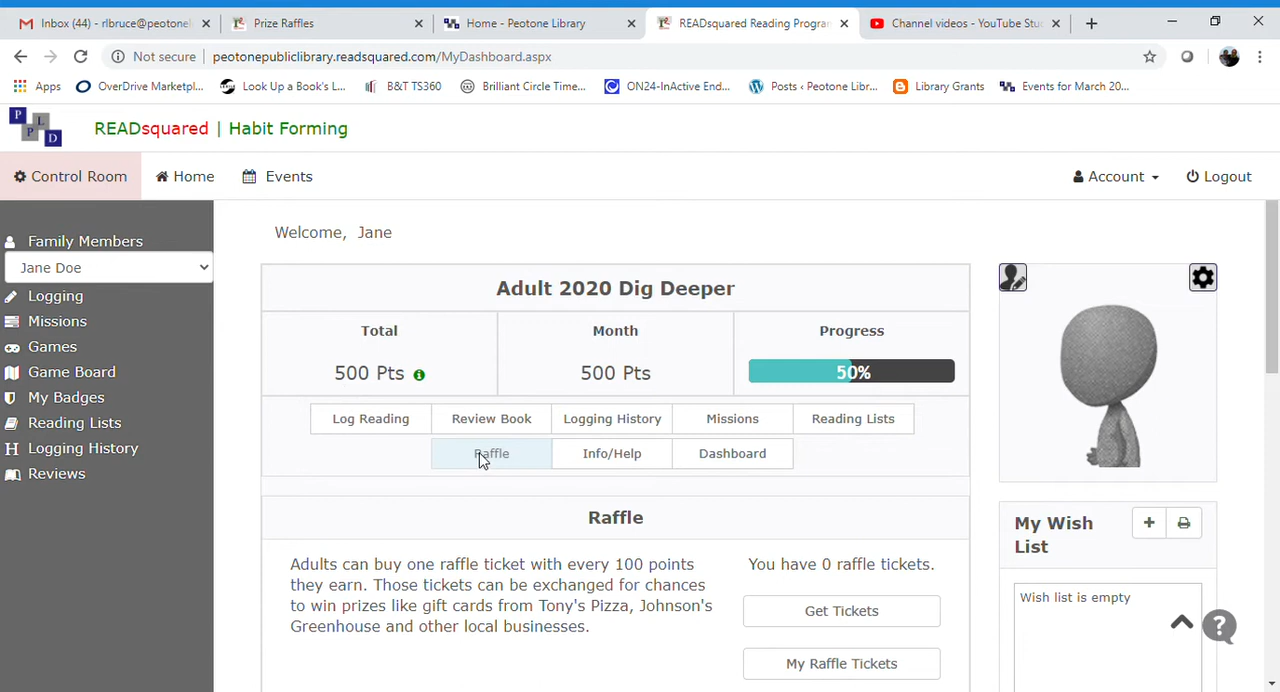 Inbox (44) - rlbruce@peotonel
Prize Raffles
Home - Peotone Library
READsquared Reading Program
Channel videos - YouTube Stud
Not secure | peotonepubliclibrary.readsquared.com/MyDashboard.aspx
Apps
OverDrive Marketpl...
Look Up a Book's L...
B&T TS360
Brilliant Circle Time...
ON24-InActive End...
Posts ‹ Peotone Libr...
Library Grants
Events for March 20...
P P L D
READsquared | Habit Forming
Control Room
Home
Events
Account
Logout
Family Members
Jane Doe
Logging
Missions
Games
Game Board
My Badges
Reading Lists
Logging History
Reviews
Welcome, Jane
Adult 2020 Dig Deeper
Total
Month
Progress
500 Pts
500 Pts
50%
Log Reading
Review Book
Logging History
Missions
Reading Lists
Raffle
Info/Help
Dashboard
Raffle
Adults can buy one raffle ticket with every 100 points
they earn. Those tickets can be exchanged for chances
to win prizes like gift cards from Tony's Pizza, Johnson's
Greenhouse and other local businesses.
You have 0 raffle tickets.
Get Tickets
My Raffle Tickets
My Wish
List
Wish list is empty